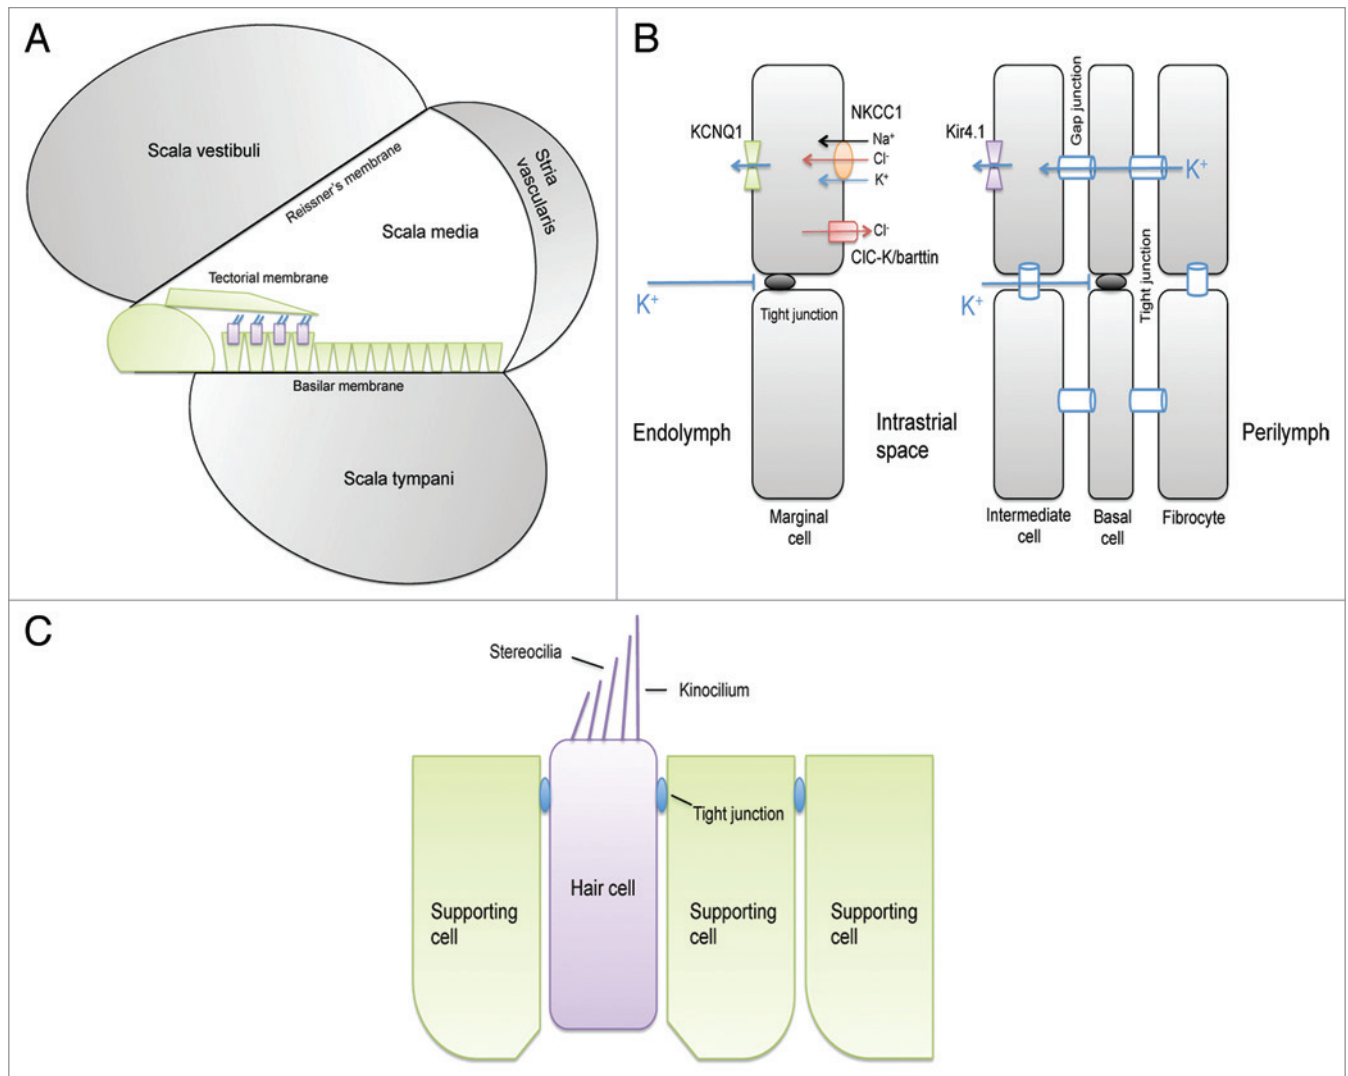 A
Scala vestibuli
Reissner's membrane
Stria
vascularis
Scala media
Tectorial membrane
Basilar membrane
Scala tympani
B
KCNQ1
NKCC1
Na⁺
Cl⁻
K⁺
Cl⁻
ClC-K/barttin
K⁺
Tight junction
Kir4.1
Gap junction
K⁺
K⁺
Tight junction
Endolymph
Intrastrial
space
Perilymph
Marginal
cell
Intermediate
cell
Basal
cell
Fibrocyte
C
Stereocilia
Kinocilium
Tight junction
Hair cell
Supporting
cell
Supporting
cell
Supporting
cell